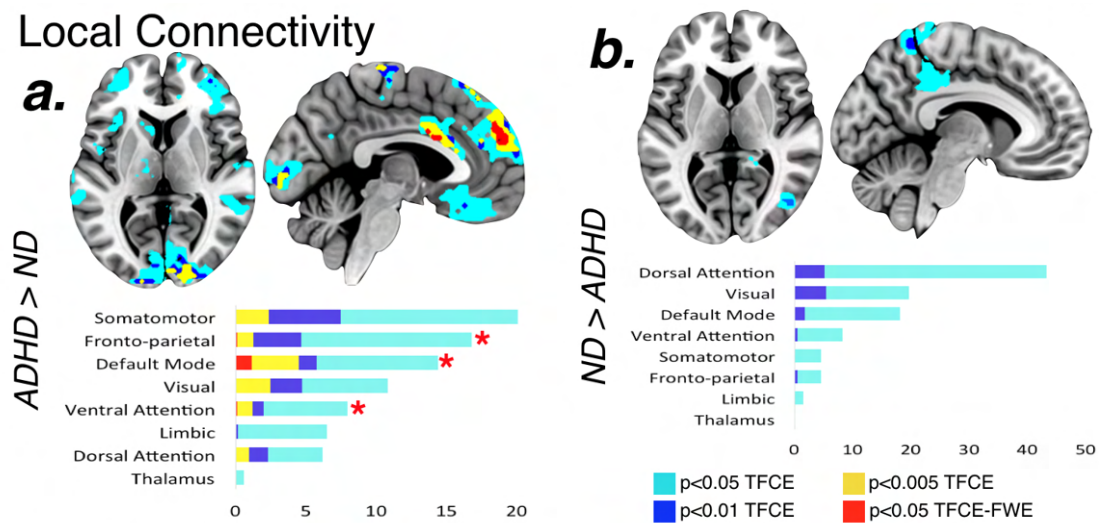 Local Connectivity
a.
ADHD > ND
Somatomotor
Fronto-parietal *
Default Mode *
Visual
Ventral Attention *
Limbic
Dorsal Attention
Thalamus
0 5 10 15 20
b.
ND > ADHD
Dorsal Attention
Visual
Default Mode
Ventral Attention
Somatomotor
Fronto-parietal
Limbic
Thalamus
0 10 20 30 40 50
p<0.05 TFCE
p<0.005 TFCE
p<0.01 TFCE
p<0.05 TFCE-FWE